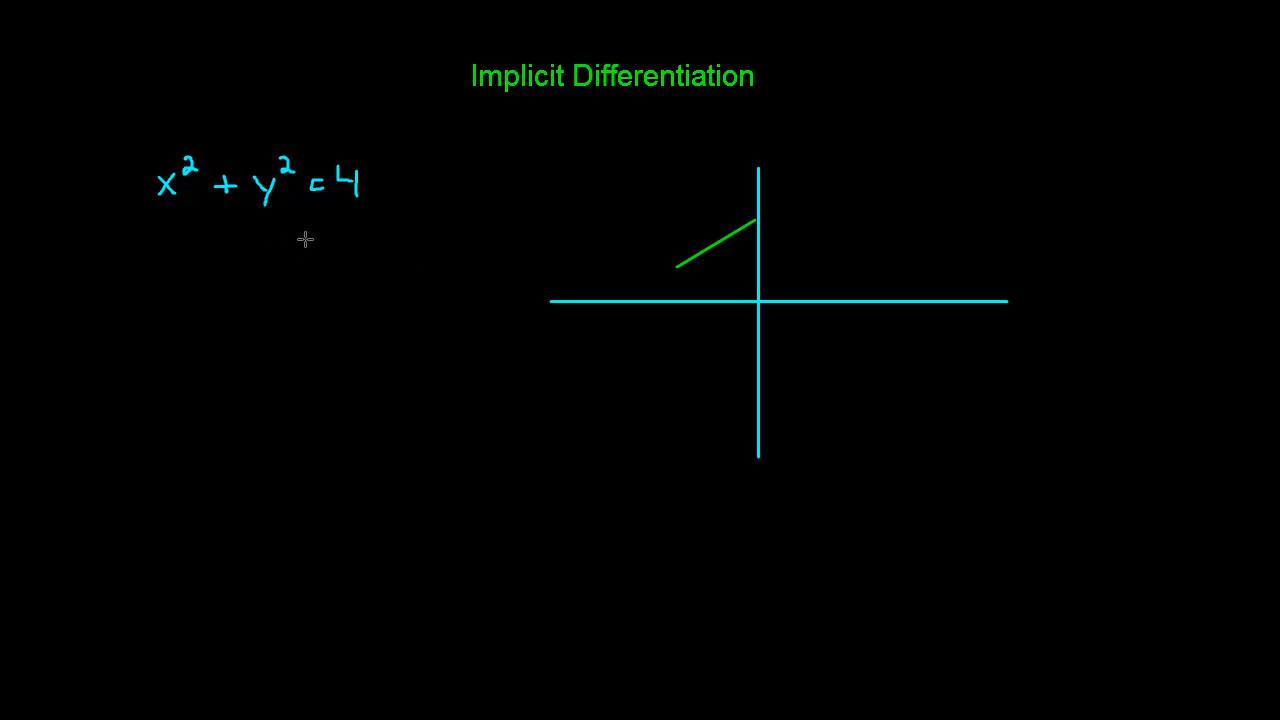 Implicit Differentiation
x² + y² = 4